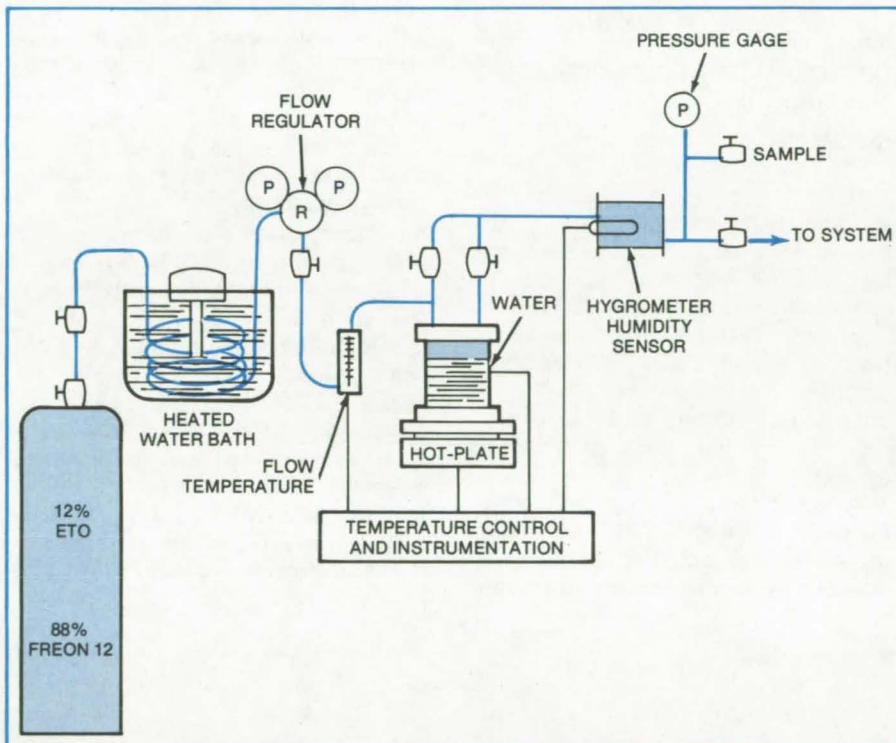 PRESSURE GAGE
P
FLOW
REGULATOR
P
R
P
SAMPLE
TO SYSTEM
WATER
HYGROMETER
HUMIDITY
SENSOR
HEATED
WATER BATH
FLOW
TEMPERATURE
HOT-PLATE
12%
ETO
TEMPERATURE CONTROL
AND INSTRUMENTATION
88%
FREON 12